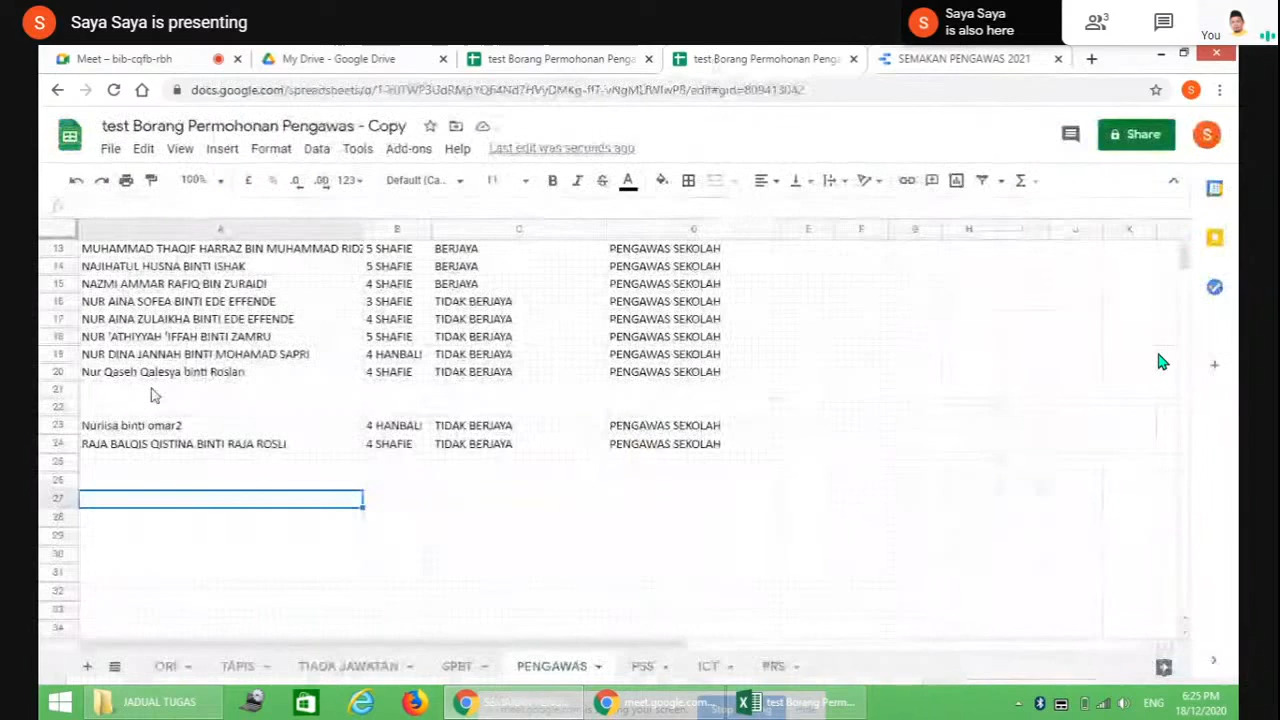 Saya Saya is presenting
Saya Saya
is also here
3
You
Meet – bib-cqfb-rbh
My Drive - Google Drive
test Borang Permohonan Penga
test Borang Permohonan Penga
SEMAKAN PENGAWAS 2021
S
File Edit View Insert Format Data Tools Add-ons Help Last edit was seconds ago
test Borang Permohonan Pengawas - Copy
Share
100% £ % .0 .00 123 Default (Ca... 11 B I S A
A B C E F G H J K
13 MUHAMMAD THAQIF HARRAZ BIN MUHAMMAD RIDZ 5 SHAFIE BERJAYA PENGAWAS SEKOLAH
14 NAJIHATUL HUSNA BINTI ISHAK 5 SHAFIE BERJAYA PENGAWAS SEKOLAH
15 NAZMI AMMAR RAFIQ BIN ZURAIDI 4 SHAFIE BERJAYA PENGAWAS SEKOLAH
16 NUR AINA SOFEA BINTI EDE EFFENDE 3 SHAFIE TIDAK BERJAYA PENGAWAS SEKOLAH
17 NUR AINA ZULAIKHA BINTI EDE EFFENDE 4 SHAFIE TIDAK BERJAYA PENGAWAS SEKOLAH
18 NUR 'ATHIYYAH 'IFFAH BINTI ZAMRU 5 SHAFIE TIDAK BERJAYA PENGAWAS SEKOLAH
19 NUR DINA JANNAH BINTI MOHAMAD SAPRI 4 HANBALI TIDAK BERJAYA PENGAWAS SEKOLAH
20 Nur Qaseh Qalesya binti Roslan 4 SHAFIE TIDAK BERJAYA PENGAWAS SEKOLAH
21
22
23 Nuriisa binti omar2 4 HANBALI TIDAK BERJAYA PENGAWAS SEKOLAH
24 RAJA BALQIS QISTINA BINTI RAJA ROSLI 4 SHAFIE TIDAK BERJAYA PENGAWAS SEKOLAH
25
26
27
28
29
30
31
32
33
34
ORI TAPIS TIADA JAWATAN GPBT PENGAWAS PSS ICT PRS
JADUAL TUGAS meet.google.com... test Borang Perm... ENG 6:25 PM
18/12/2020